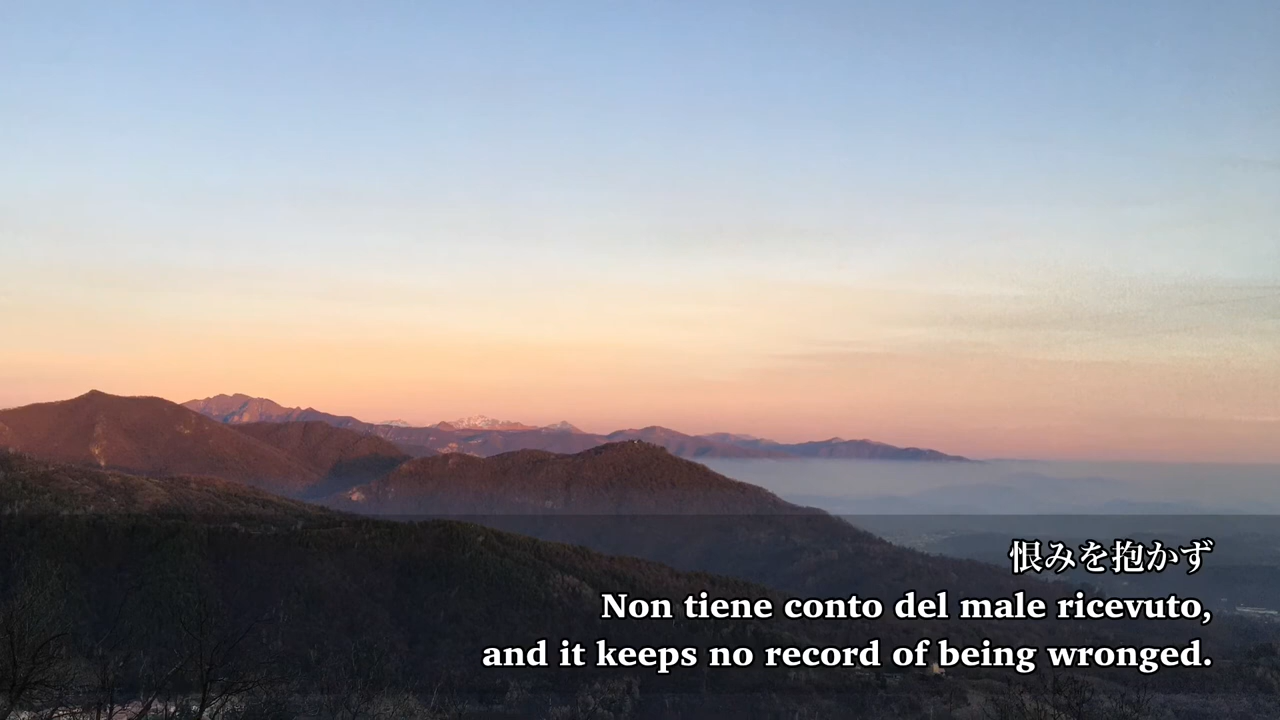 恨みを抱かず
Non tiene conto del male ricevuto,
and it keeps no record of being wronged.